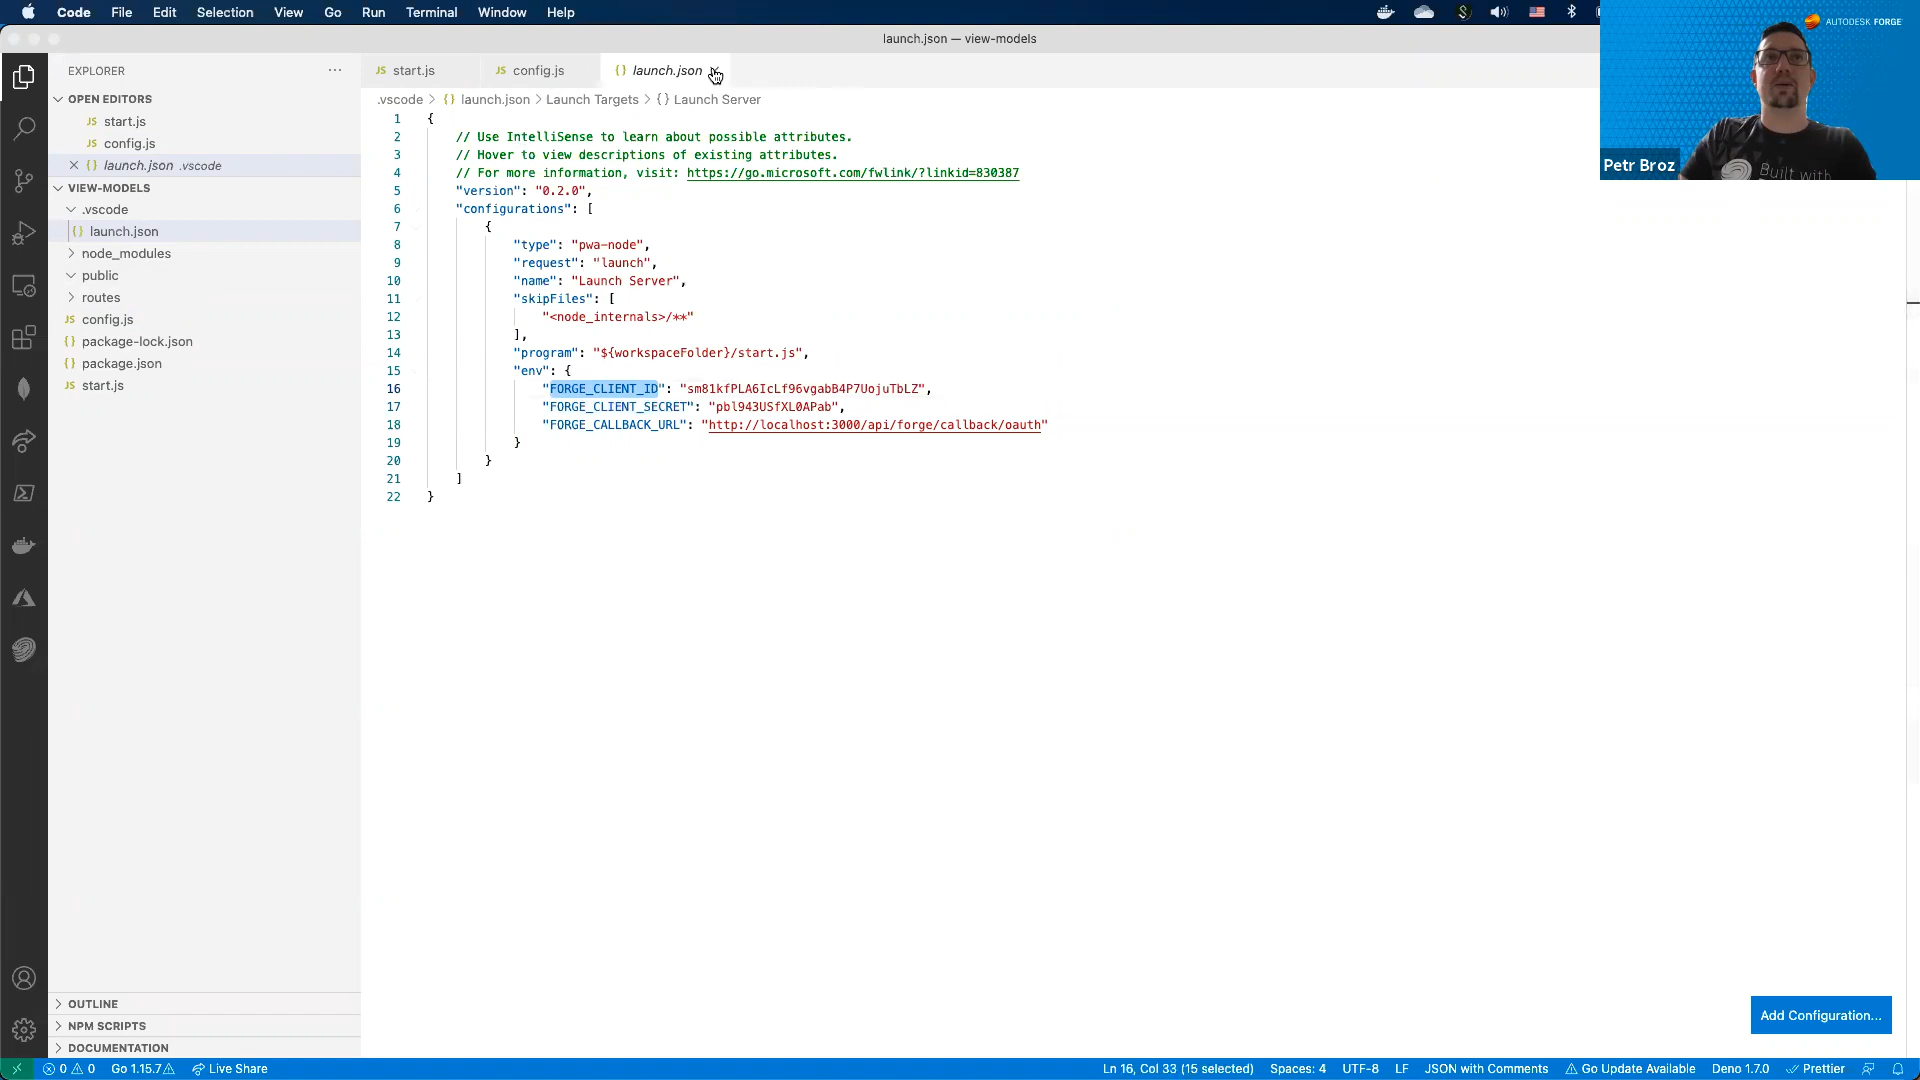 Code File Edit Selection View Go Run Terminal Window Help
launch.json — view-models
AUTODESK FORGE
Petr Broz
Built with
EXPLORER
OPEN EDITORS
JS start.js
JS config.js
{} launch.json .vscode
VIEW-MODELS
.vscode
{} launch.json
node_modules
public
routes
JS config.js
{} package-lock.json
{} package.json
JS start.js
OUTLINE
NPM SCRIPTS
DOCUMENTATION
JS start.js JS config.js {} launch.json
.vscode > {} launch.json > Launch Targets > {} Launch Server
1 {
2 // Use IntelliSense to learn about possible attributes.
3 // Hover to view descriptions of existing attributes.
4 // For more information, visit: https://go.microsoft.com/fwlink/?linkid=830387
5 "version": "0.2.0",
6 "configurations": [
7 {
8 "type": "pwa-node",
9 "request": "launch",
10 "name": "Launch Server",
11 "skipFiles": [
12 "<node_internals>/**"
13 ],
14 "program": "${workspaceFolder}/start.js",
15 "env": {
16 "FORGE_CLIENT_ID": "sm81kfPLA6IcLf96vgabB4P7UojuTbLZ",
17 "FORGE_CLIENT_SECRET": "pbl943USfXL0APab",
18 "FORGE_CALLBACK_URL": "http://localhost:3000/api/forge/callback/oauth"
19 }
20 }
21 ]
22 }
Add Configuration...
0 0 Go 1.15.7 Live Share Ln 16, Col 33 (15 selected) Spaces: 4 UTF-8 LF JSON with Comments Go Update Available Deno 1.7.0 Prettier